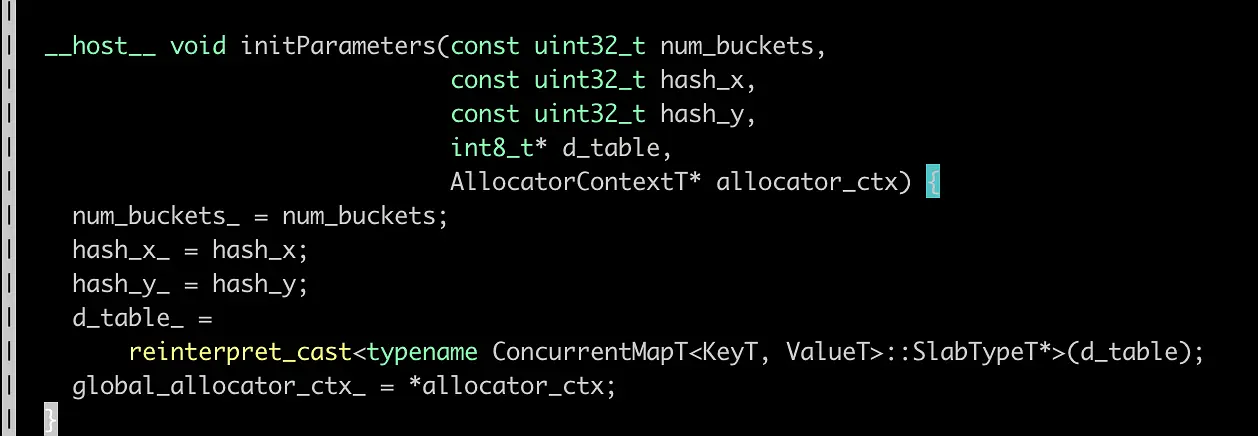 __host__ void initParameters(const uint32_t num_buckets,
const uint32_t hash_x,
const uint32_t hash_y,
int8_t* d_table,
AllocatorContextT* allocator_ctx) {
num_buckets_ = num_buckets;
hash_x_ = hash_x;
hash_y_ = hash_y;
d_table_ =
reinterpret_cast<typename ConcurrentMapT<KeyT, ValueT>::SlabTypeT*>(d_table);
global_allocator_ctx_ = *allocator_ctx;
}